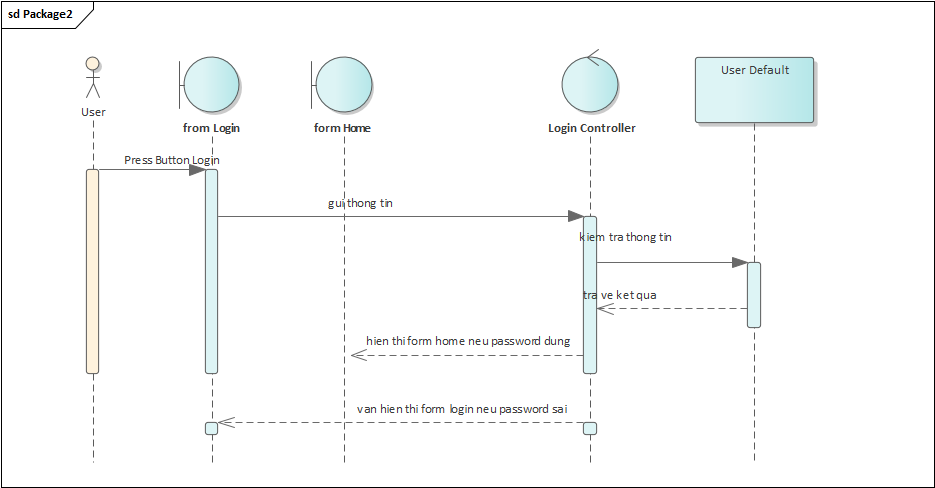 sd Package2
User
from Login
form Home
Login Controller
User Default
Press Button Login
gui thong tin
kiem tra thong tin
tra ve ket qua
hien thi form home neu password dung
van hien thi form login neu password sai